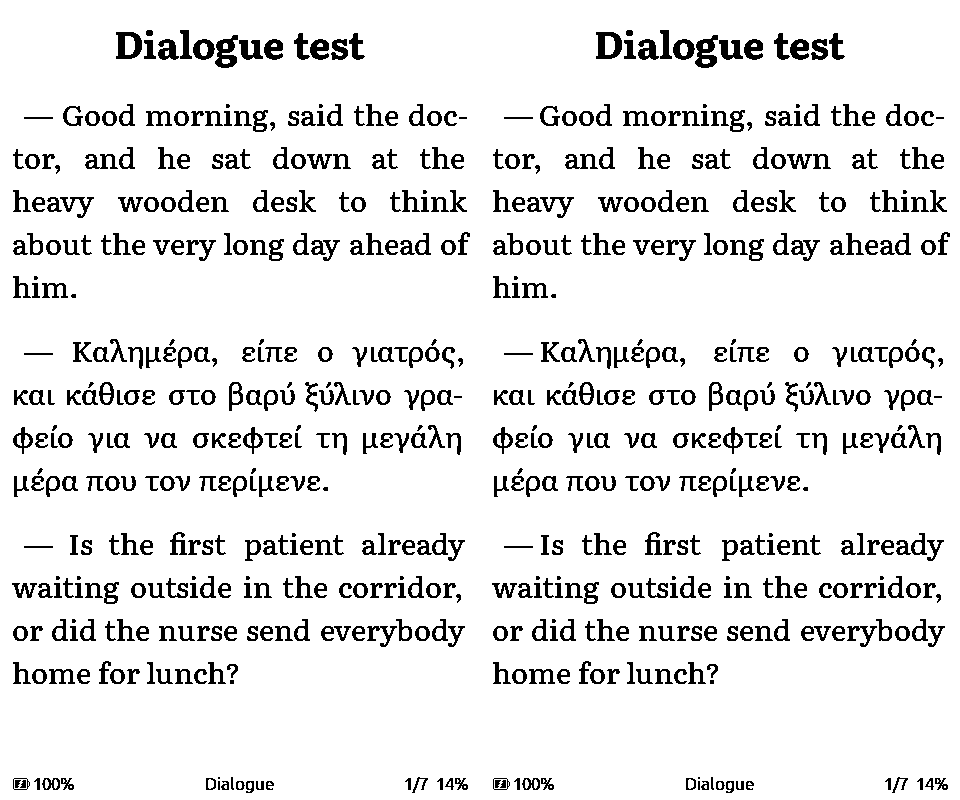 Dialogue test
— Good morning, said the doc-
tor, and he sat down at the
heavy wooden desk to think
about the very long day ahead of
him.
— Καλημέρα, είπε ο γιατρός,
και κάθισε στο βαρύ ξύλινο γρα-
φείο για να σκεφτεί τη μεγάλη
μέρα που τον περίμενε.
— Is the first patient already
waiting outside in the corridor,
or did the nurse send everybody
home for lunch?
100% Dialogue 1/7 14%
Dialogue test
— Good morning, said the doc-
tor, and he sat down at the
heavy wooden desk to think
about the very long day ahead of
him.
— Καλημέρα, είπε ο γιατρός,
και κάθισε στο βαρύ ξύλινο γρα-
φείο για να σκεφτεί τη μεγάλη
μέρα που τον περίμενε.
— Is the first patient already
waiting outside in the corridor,
or did the nurse send everybody
home for lunch?
100% Dialogue 1/7 14%